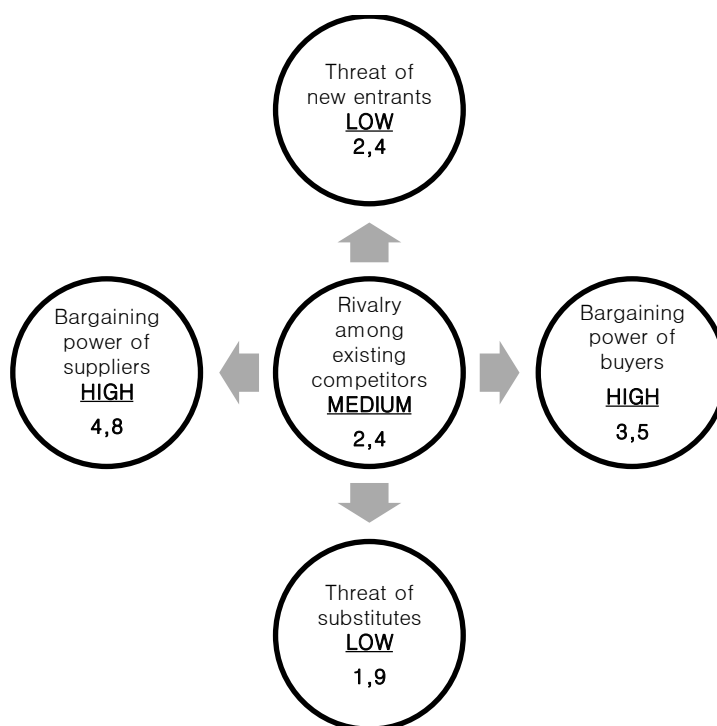 Threat of
new entrants
LOW
2,4
Bargaining
power of
suppliers
HIGH
4,8
Rivalry
among
existing
competitors
MEDIUM
2,4
Bargaining
power of
buyers
HIGH
3,5
Threat of
substitutes
LOW
1,9